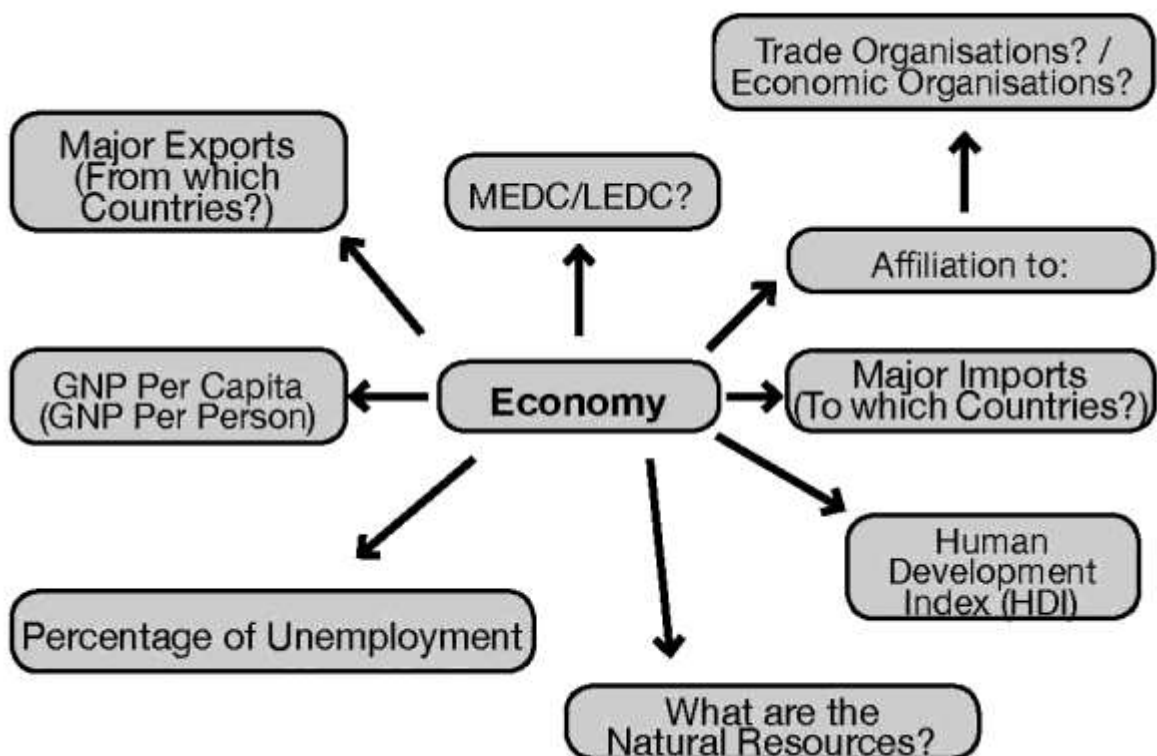 Trade Organisations? /
Economic Organisations?
Major Exports
(From which
Countries?)
MEDC/LEDC?
Affiliation to:
GNP Per Capita
(GNP Per Person)
Economy
Major Imports
(To which Countries?)
Human
Development
Index (HDI)
Percentage of Unemployment
What are the
Natural Resources?